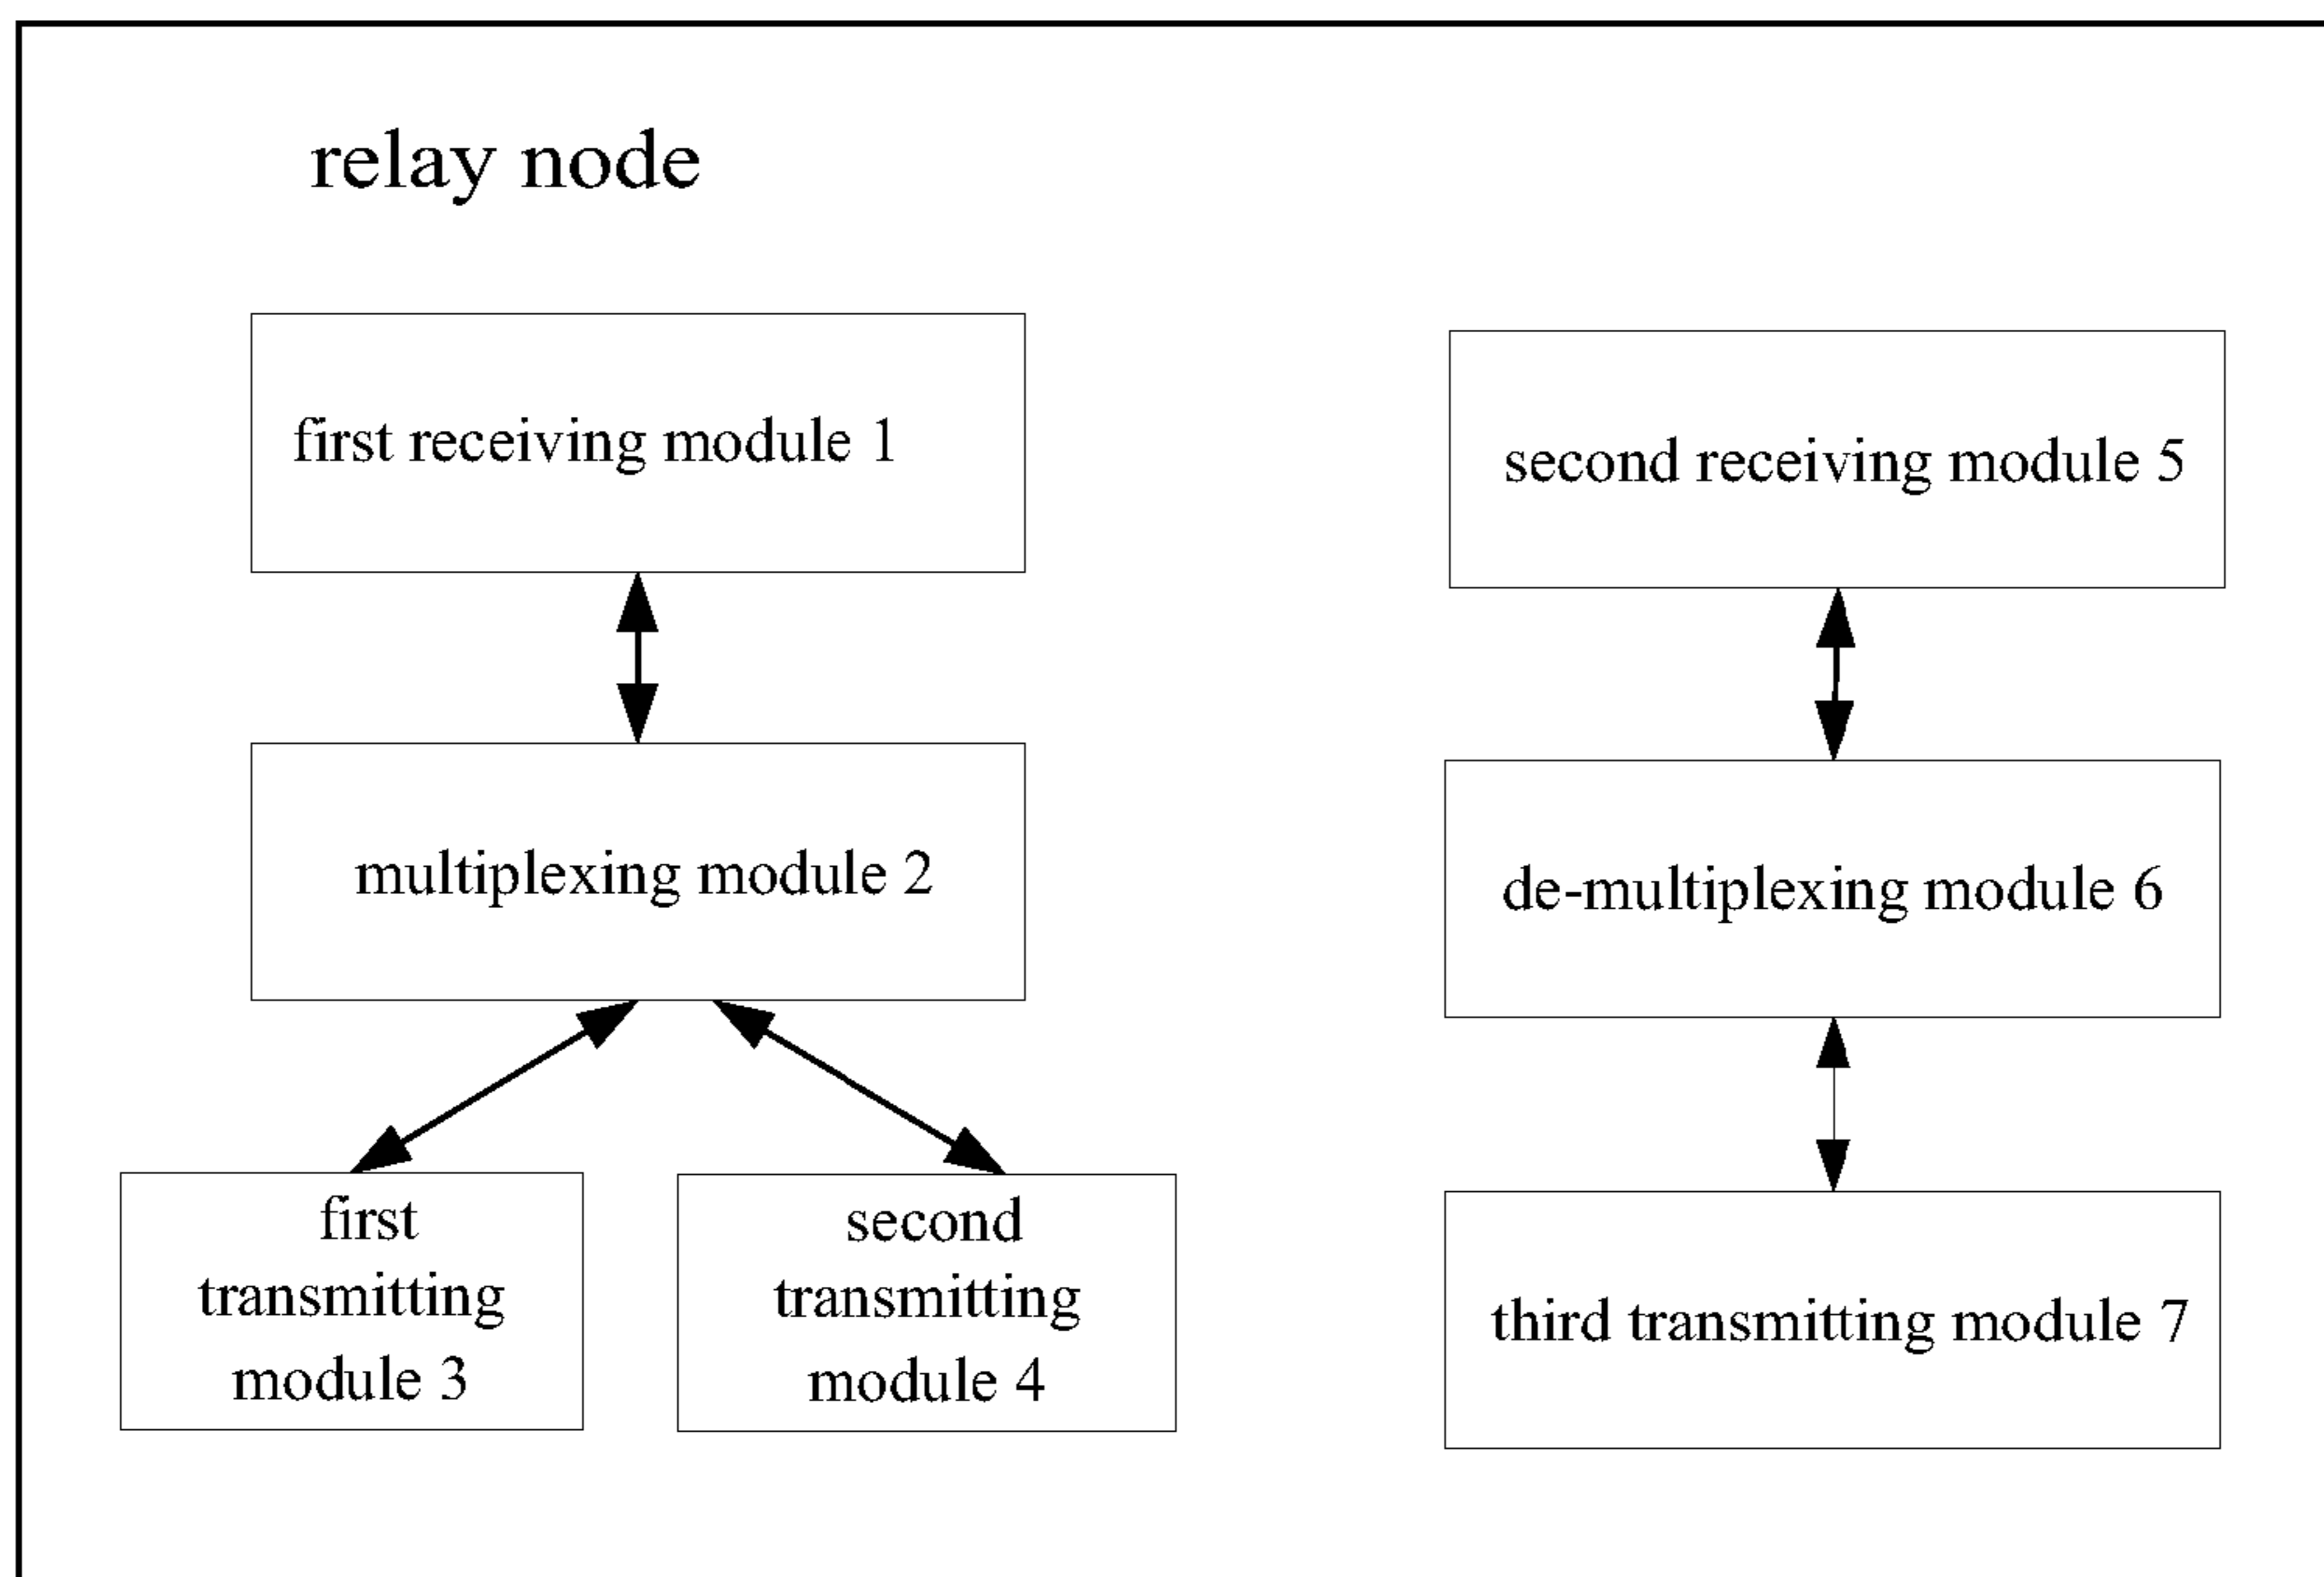 relay node
first receiving module 1
multiplexing module 2
first
transmitting
module 3
second
transmitting
module 4
second receiving module 5
de-multiplexing module 6
third transmitting module 7